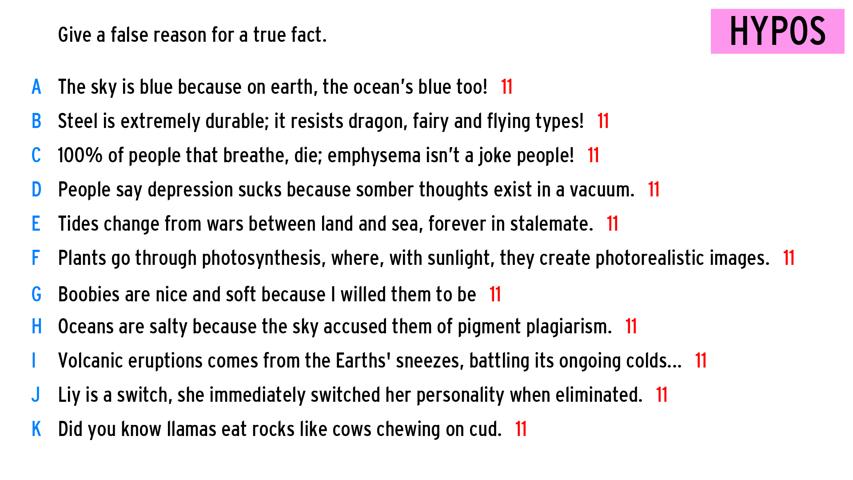 Give a false reason for a true fact.
HYPOS
A The sky is blue because on earth, the ocean's blue too! 11
B Steel is extremely durable; it resists dragon, fairy and flying types! 11
C 100% of people that breathe, die; emphysema isn't a joke people! 11
D People say depression sucks because somber thoughts exist in a vacuum. 11
E Tides change from wars between land and sea, forever in stalemate. 11
F Plants go through photosynthesis, where, with sunlight, they create photorealistic images. 11
G Boobies are nice and soft because I willed them to be 11
H Oceans are salty because the sky accused them of pigment plagiarism. 11
I Volcanic eruptions comes from the Earths' sneezes, battling its ongoing colds... 11
J Liy is a switch, she immediately switched her personality when eliminated. 11
K Did you know llamas eat rocks like cows chewing on cud. 11